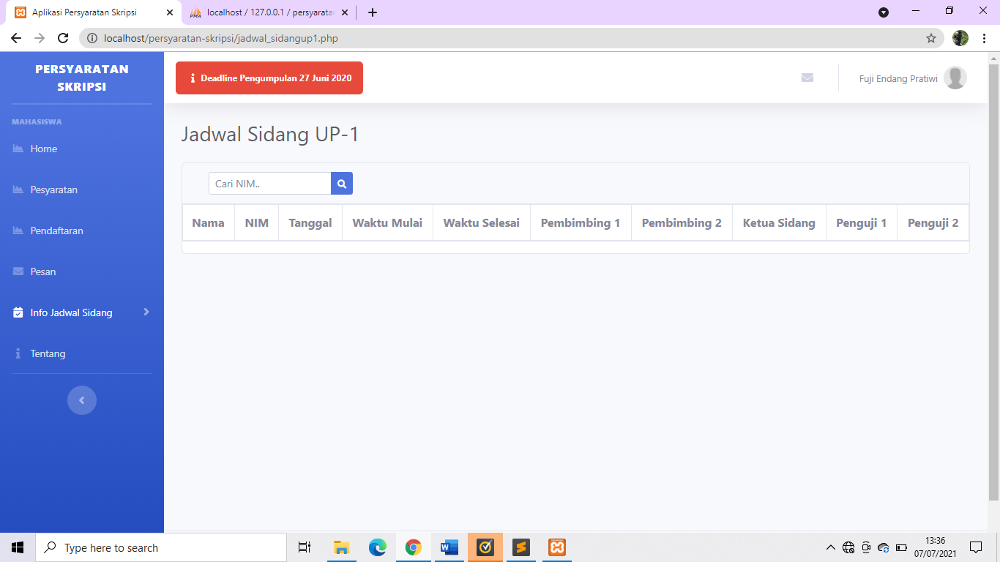 Aplikasi Persyaratan Skripsi
localhost / 127.0.0.1 / persyaratan
localhost/persyaratan-skripsi/jadwal_sidangup1.php
PERSYARATAN
SKRIPSI
Deadline Pengumpulan 27 Juni 2020
Fuji Endang Pratiwi
MAHASISWA
Home
Pesyaratan
Pendaftaran
Pesan
Info Jadwal Sidang
Tentang
Jadwal Sidang UP-1
Cari NIM..
Nama NIM Tanggal Waktu Mulai Waktu Selesai Pembimbing 1 Pembimbing 2 Ketua Sidang Penguji 1 Penguji 2
Type here to search
13:36
07/07/2021